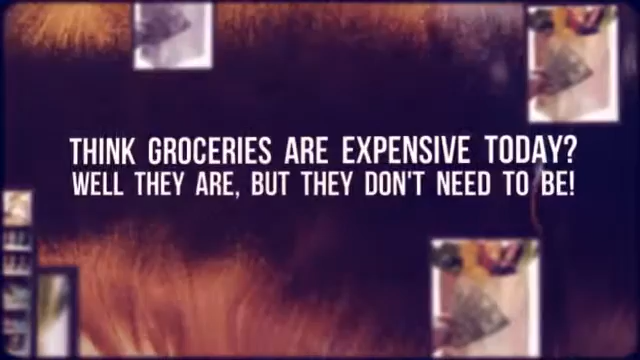 THINK GROCERIES ARE EXPENSIVE TODAY?
WELL THEY ARE, BUT THEY DON'T NEED TO BE!